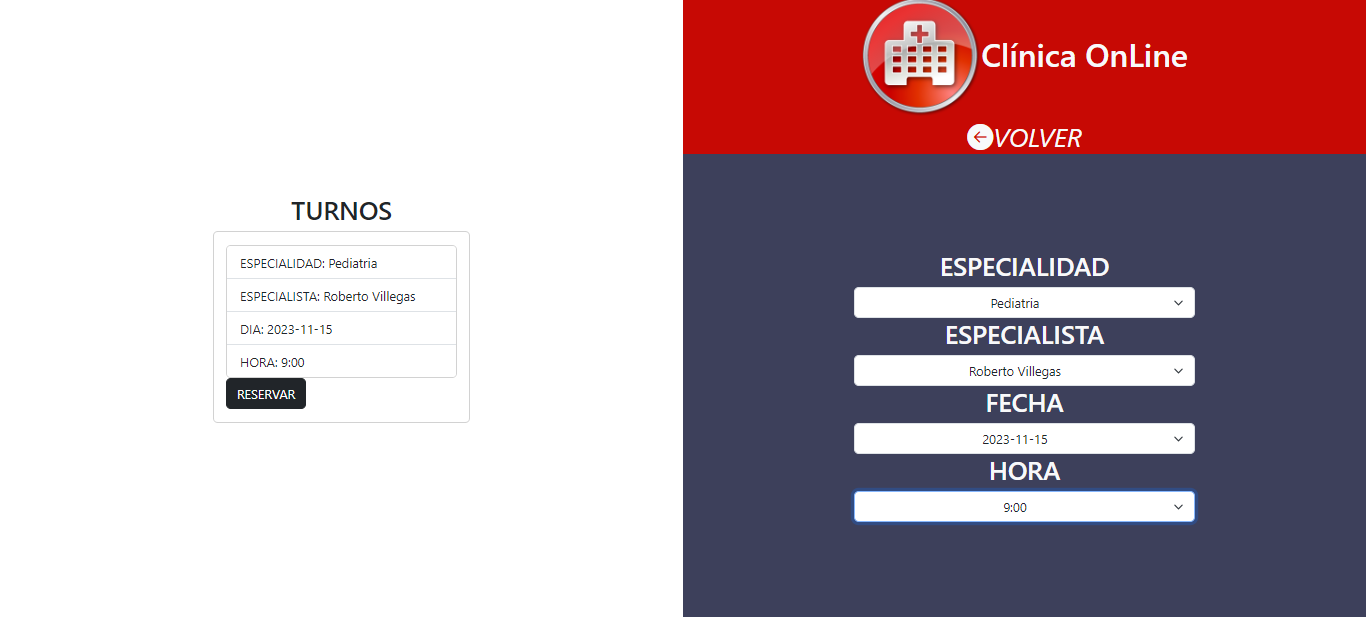 TURNOS
ESPECIALIDAD: Pediatria
ESPECIALISTA: Roberto Villegas
DIA: 2023-11-15
HORA: 9:00
RESERVAR
Clínica OnLine
VOLVER
ESPECIALIDAD
Pediatria
ESPECIALISTA
Roberto Villegas
FECHA
2023-11-15
HORA
9:00